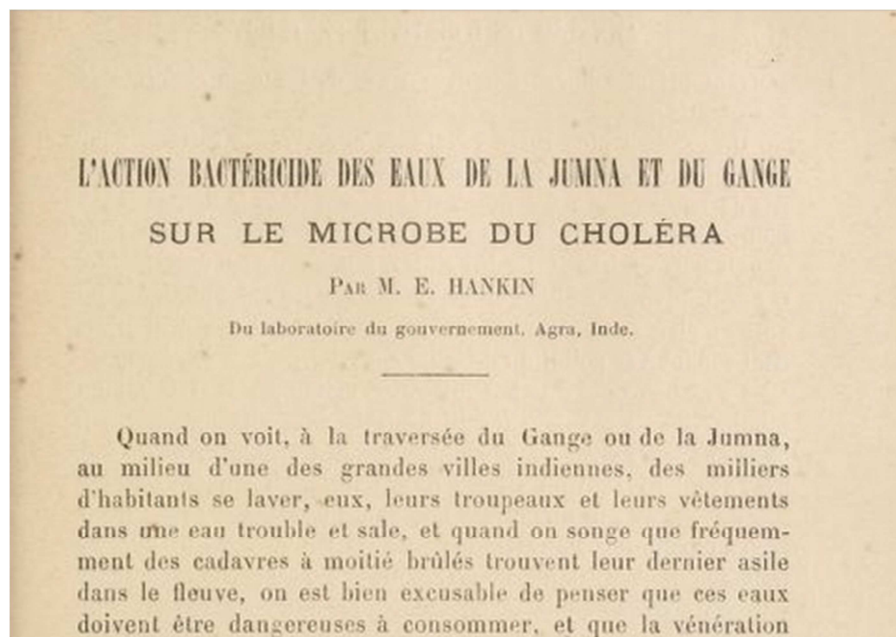 L'ACTION BACTÉRICIDE DES EAUX DE LA JUMNA ET DU GANGE
SUR LE MICROBE DU CHOLÉRA
PAR M. E. HANKIN
Du laboratoire du gouvernement, Agra, Inde.
Quand on voit, à la traversée du Gange ou de la Jumna,
au milieu d'une des grandes villes indiennes, des milliers
d'habitants se laver, eux, leurs troupeaux et leurs vêtements
dans une eau trouble et sale, et quand on songe que fréquem-
ment des cadavres à moitié brûlés trouvent leur dernier asile
dans le fleuve, on est bien excusable de penser que ces eaux
doivent être dangereuses à consommer, et que la vénération